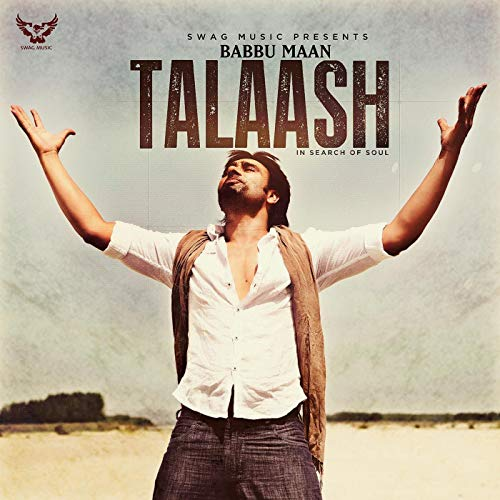 SWAG MUSIC PRESENTS
BABBU MAAN
TALAASH
IN SEARCH OF SOUL
SWAG MUSIC